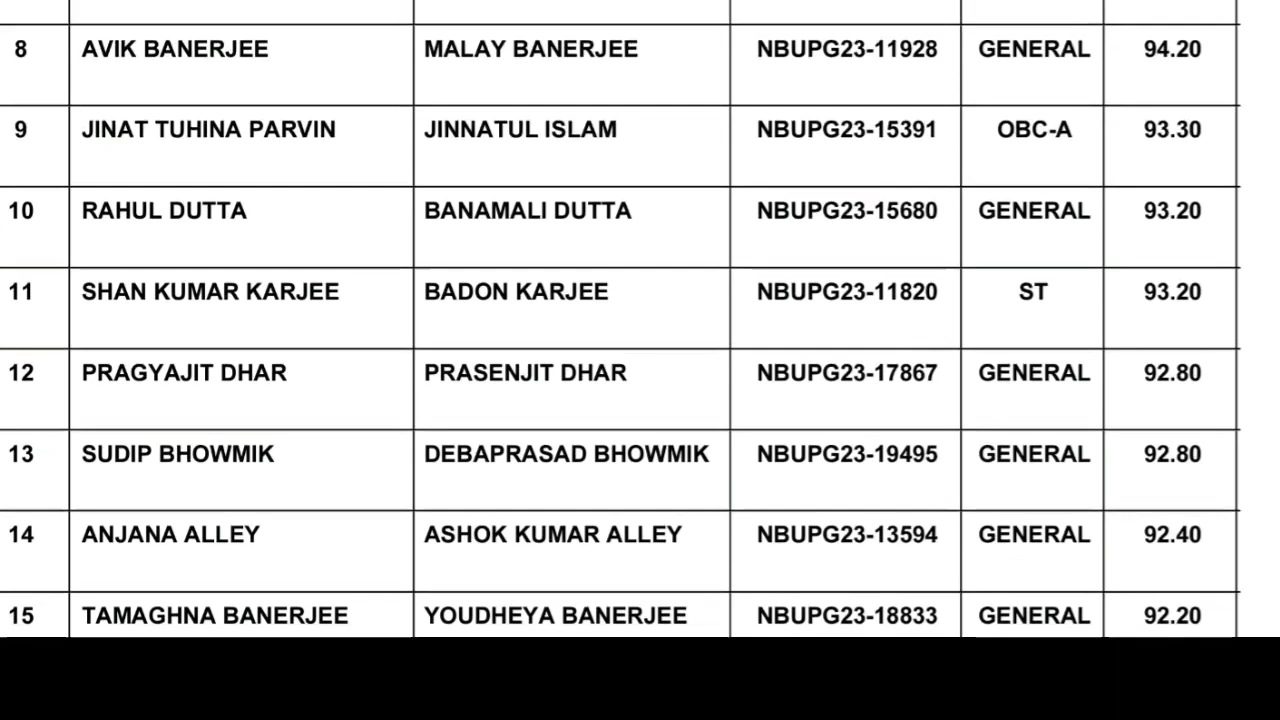 8 AVIK BANERJEE MALAY BANERJEE NBUPG23-11928 GENERAL 94.20
9 JINAT TUHINA PARVIN JINNATUL ISLAM NBUPG23-15391 OBC-A 93.30
10 RAHUL DUTTA BANAMALI DUTTA NBUPG23-15680 GENERAL 93.20
11 SHAN KUMAR KARJEE BADON KARJEE NBUPG23-11820 ST 93.20
12 PRAGYAJIT DHAR PRASENJIT DHAR NBUPG23-17867 GENERAL 92.80
13 SUDIP BHOWMIK DEBAPRASAD BHOWMIK NBUPG23-19495 GENERAL 92.80
14 ANJANA ALLEY ASHOK KUMAR ALLEY NBUPG23-13594 GENERAL 92.40
15 TAMAGHNA BANERJEE YOUDHEYA BANERJEE NBUPG23-18833 GENERAL 92.20